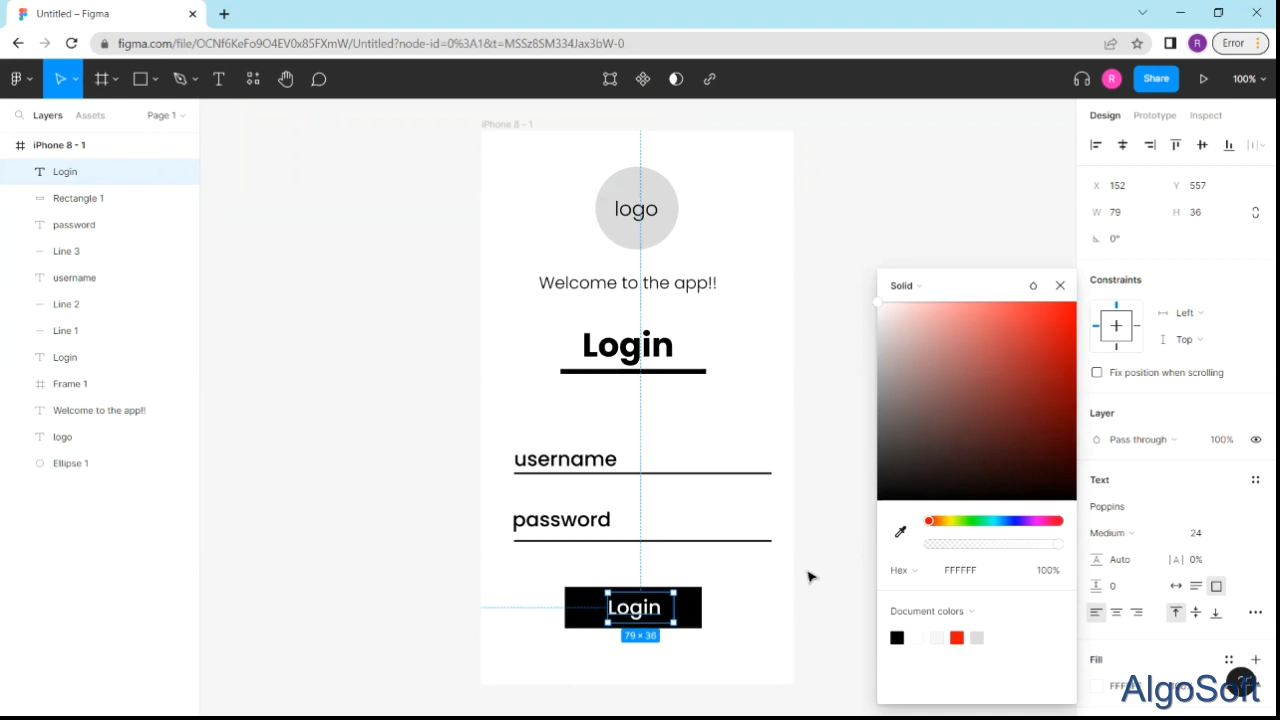 Untitled – Figma
figma.com/file/OCNf6KeFo9O4EV0x85FXmW/Untitled?node-id=0%3A1&t=MSSz8SM334Jax3bW-0
R
Error
R
Share
100%
Layers
Assets
Page 1
iPhone 8 - 1
Login
Rectangle 1
password
Line 3
username
Line 2
Line 1
Login
Frame 1
Welcome to the app!!
logo
Ellipse 1
iPhone 8 - 1
logo
Welcome to the app!!
Login
username
password
Login
79 × 36
Solid
Hex
FFFFFF
100%
Document colors
Design
Prototype
Inspect
X 152
Y 557
W 79
H 36
0°
Constraints
Left
Top
Fix position when scrolling
Layer
Pass through
100%
Text
Poppins
Medium
24
Auto
|A| 0%
0
Fill
AlgoSoft